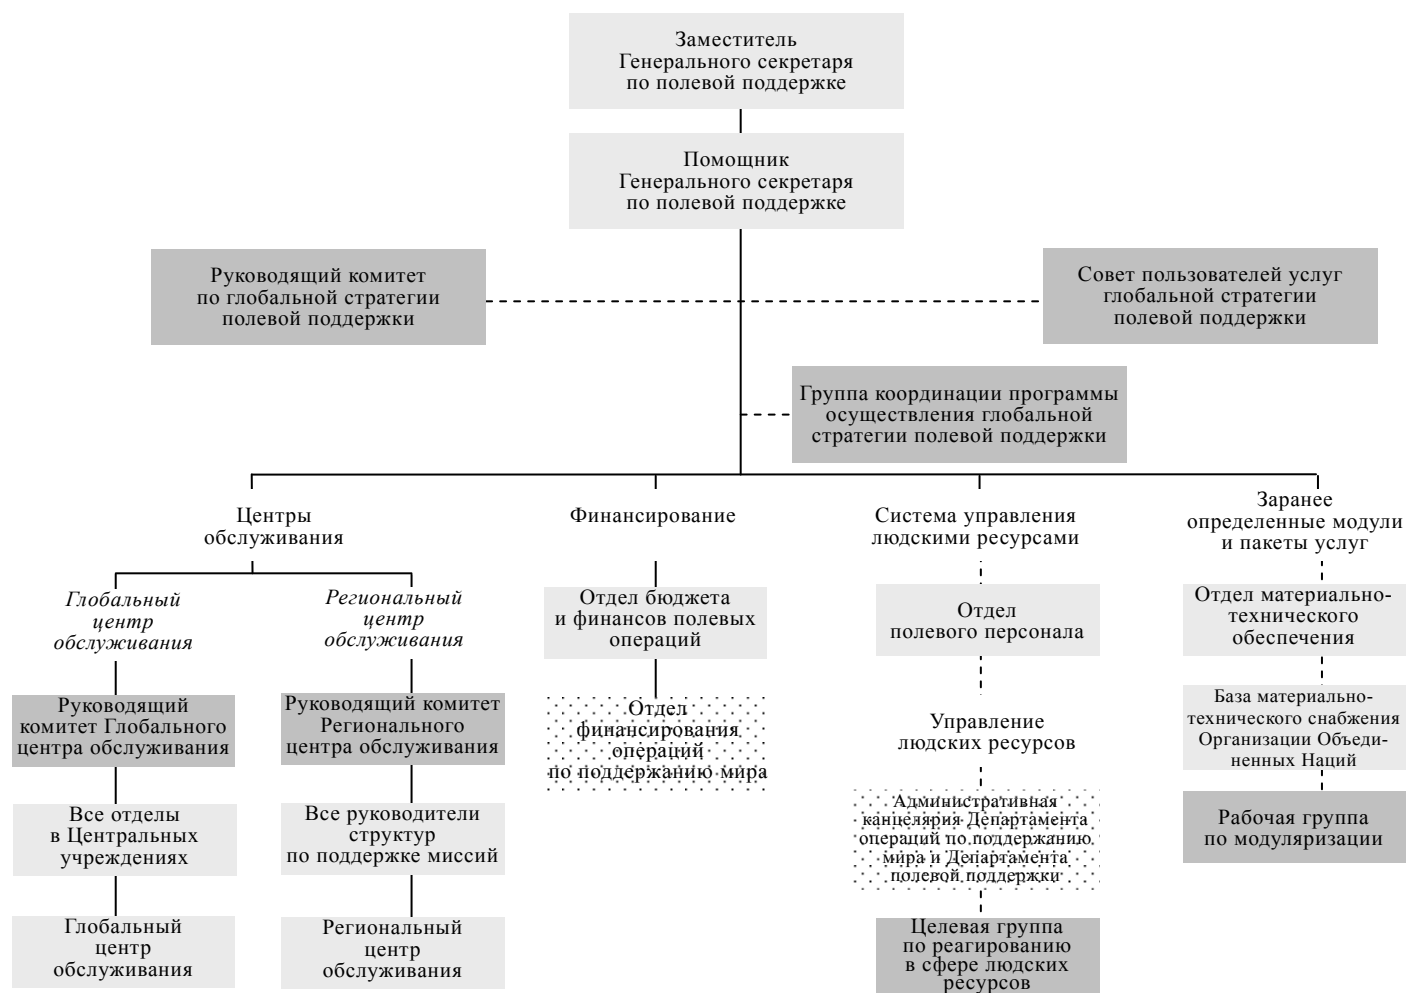 Заместитель
Генерального секретаря
по полевой поддержке
Помощник
Генерального секретаря
по полевой поддержке
Руководящий комитет
по глобальной стратегии
полевой поддержки
Совет пользователей услуг
глобальной стратегии
полевой поддержки
Группа координации программы
осуществления глобальной
стратегии полевой поддержки
Центры
обслуживания
Финансирование
Система управления
людскими ресурсами
Заранее
определенные модули
и пакеты услуг
Глобальный
центр
обслуживания
Региональный
центр
обслуживания
Отдел бюджета
и финансов полевых
операций
Отдел
полевого персонала
Отдел материально-
технического
обеспечения
Руководящий
комитет Глобального
центра обслуживания
Руководящий комитет
Регионального
центра обслуживания
Отдел
финансирования
операций
по поддержанию мира
Управление
людских ресурсов
База материально-
технического снабжения
Организации Объеди-
ненных Наций
Все отделы
в Центральных
учреждениях
Все руководители
структур
по поддержке миссий
Административная
канцелярия Департамента
операций по поддержанию
мира и Департамента
полевой поддержки
Рабочая группа
по модуляризации
Глобальный
центр
обслуживания
Региональный
центр
обслуживания
Целевая группа
по реагированию
в сфере людских
ресурсов